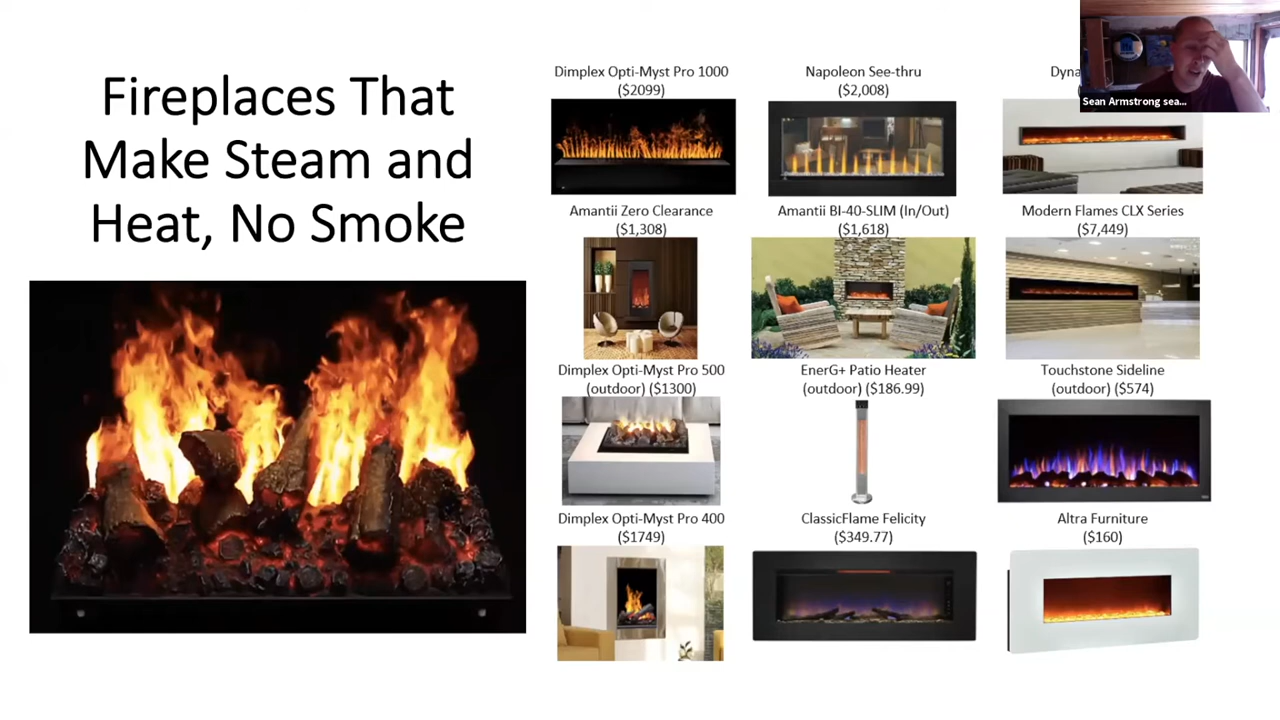 Fireplaces That
Make Steam and
Heat, No Smoke
Dimplex Opti-Myst Pro 1000
($2099)
Napoleon See-thru
($2,008)
Sean Armstrong sea...
Amantii Zero Clearance
($1,308)
Amantii BI-40-SLIM (In/Out)
($1,618)
Modern Flames CLX Series
($7,449)
Dimplex Opti-Myst Pro 500
(outdoor) ($1300)
EnerG+ Patio Heater
(outdoor) ($186.99)
Touchstone Sideline
(outdoor) ($574)
Dimplex Opti-Myst Pro 400
($1749)
ClassicFlame Felicity
($349.77)
Altra Furniture
($160)